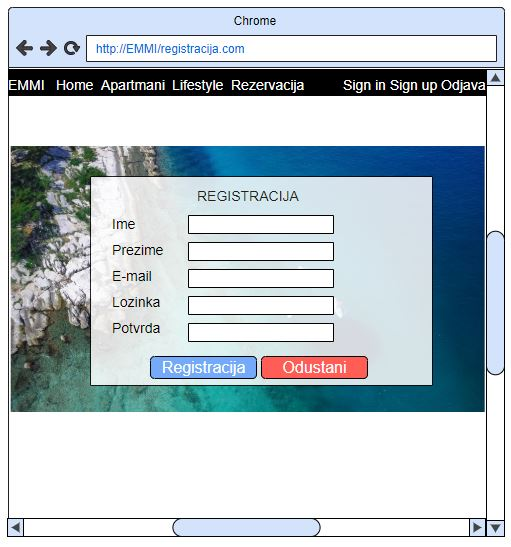 Chrome
http://EMMI/registracija.com
EMMI Home Apartmani Lifestyle Rezervacija Sign in Sign up Odjava
REGISTRACIJA
Ime
Prezime
E-mail
Lozinka
Potvrda
Registracija Odustani